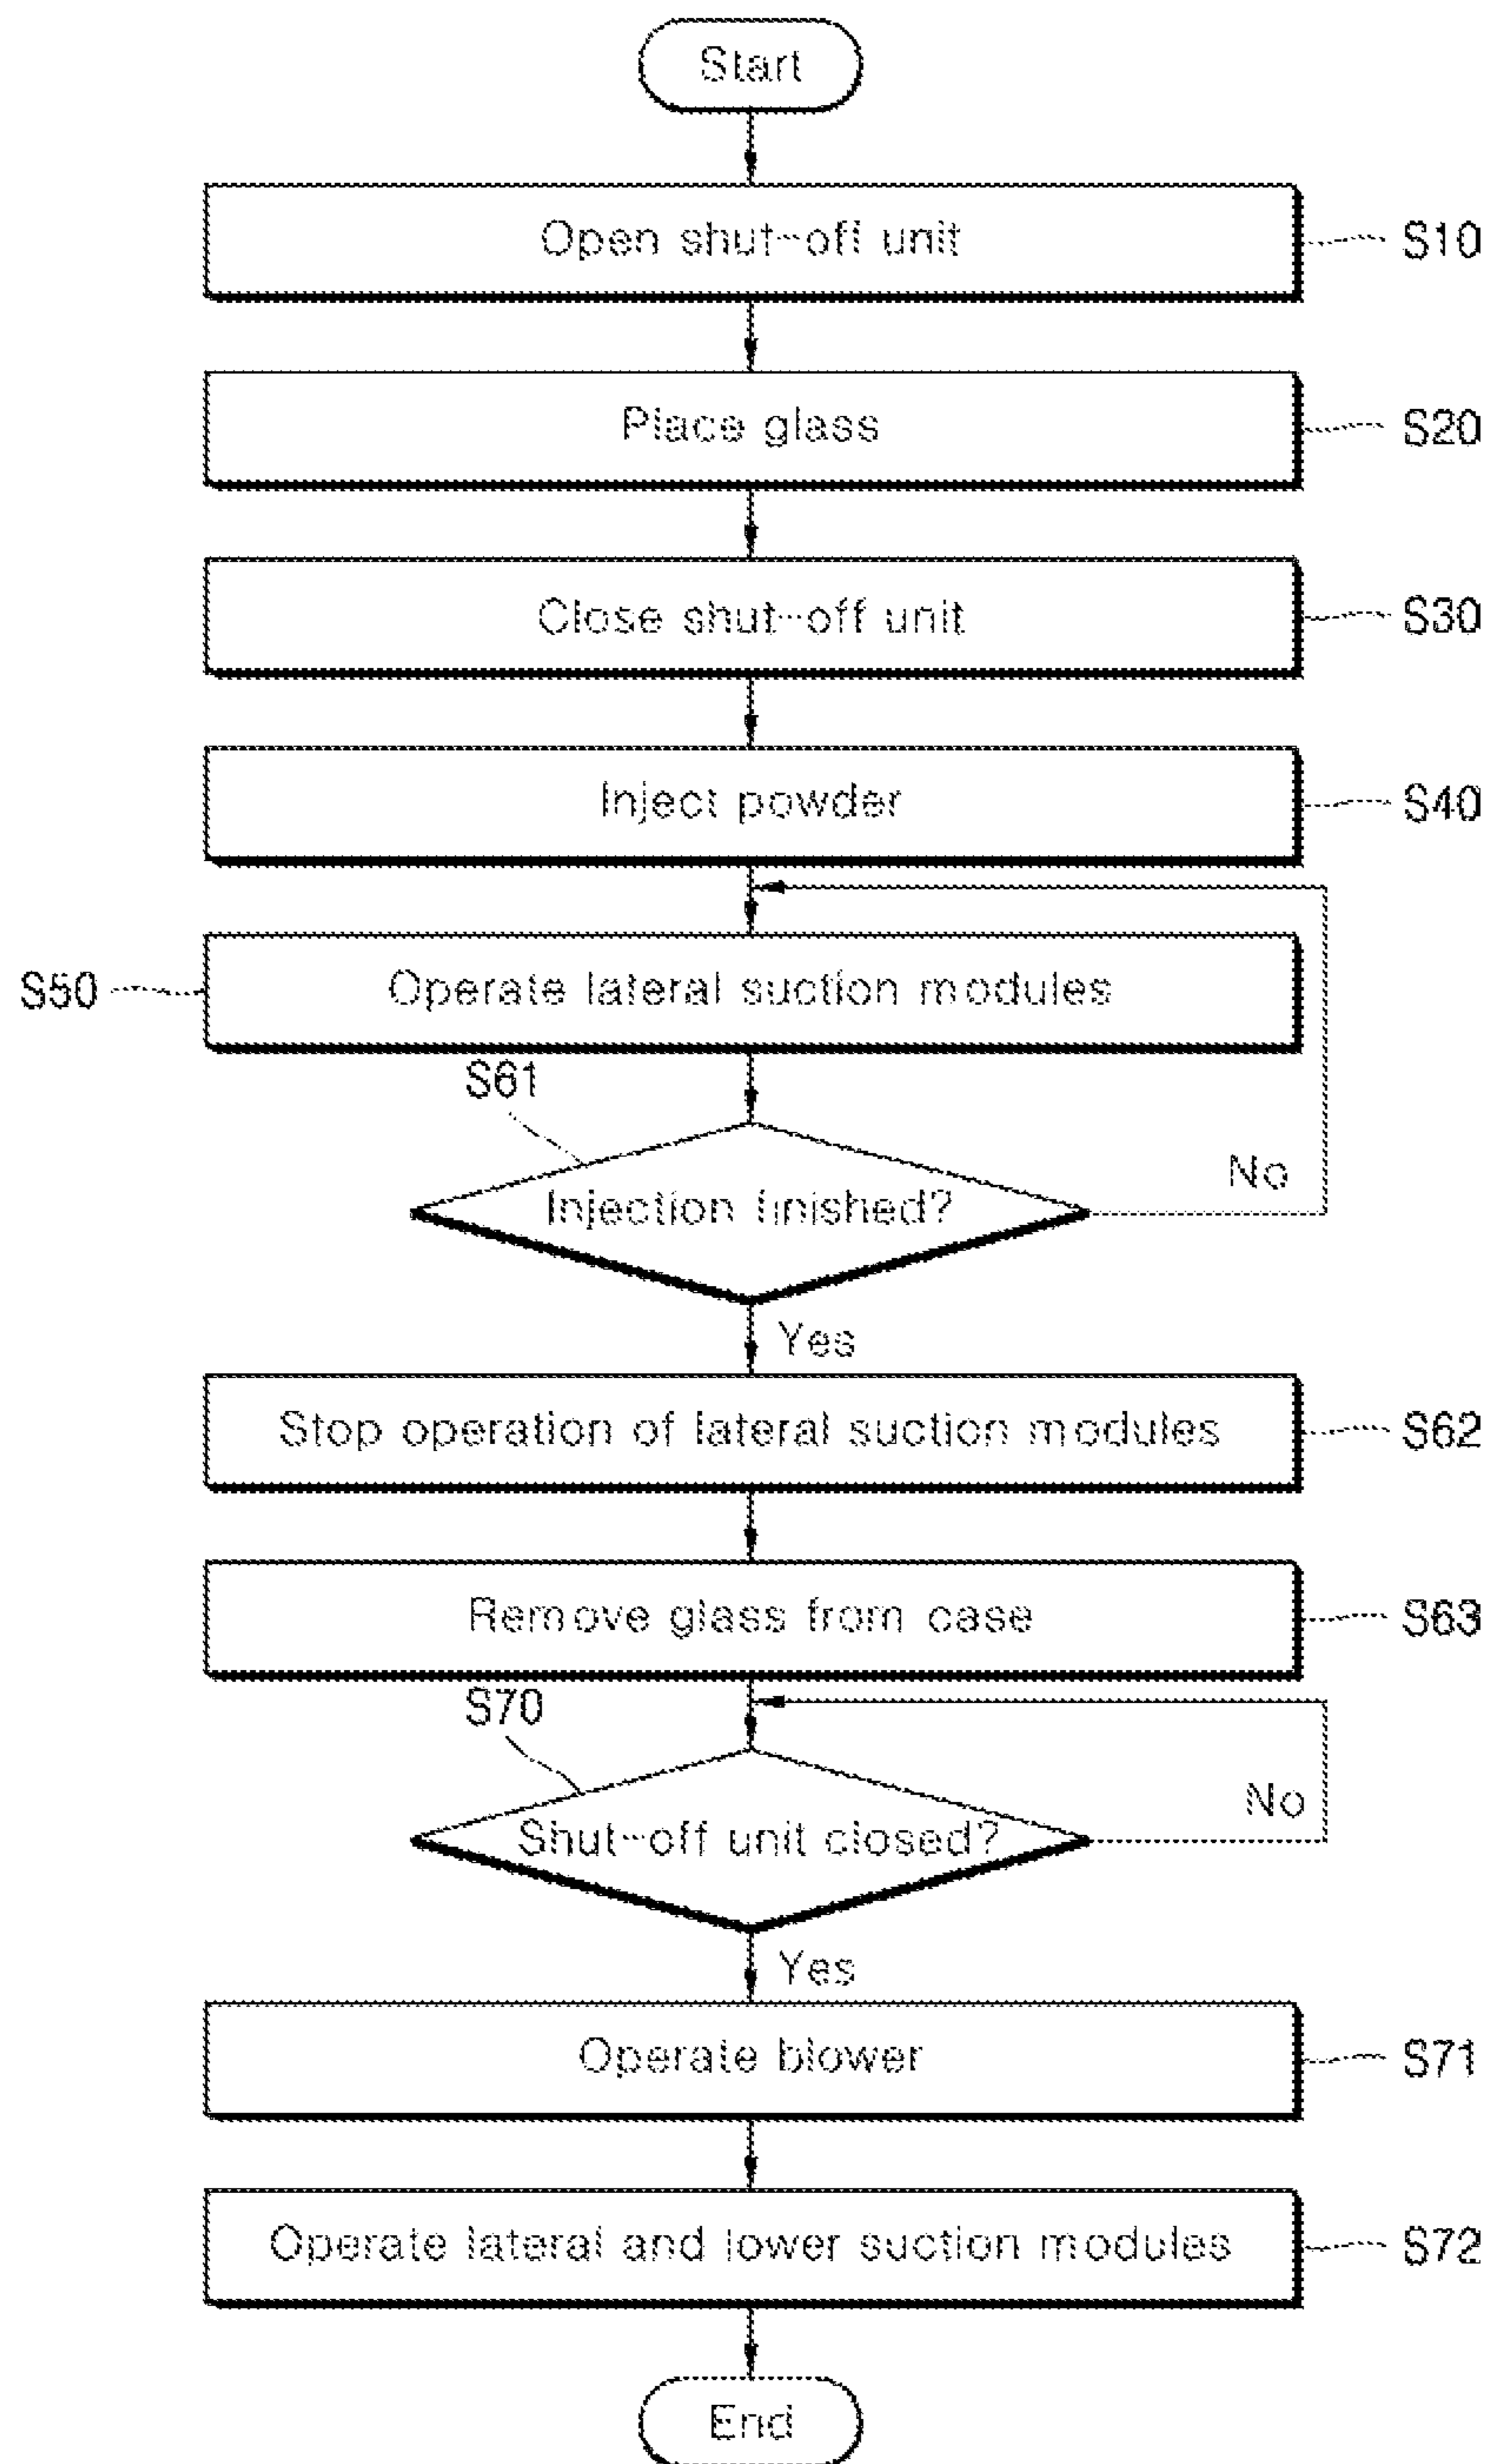 Start
Open shut-off unit
S10
Place glass
S20
Close shut-off unit
S30
Inject powder
S40
S50
Operate lateral suction modules
S61
Injection finished?
No
Yes
Stop operation of lateral suction modules
S62
Remove glass from case
S63
S70
Shut-off unit closed?
No
Yes
Operate blower
S71
Operate lateral and lower suction modules
S72
End